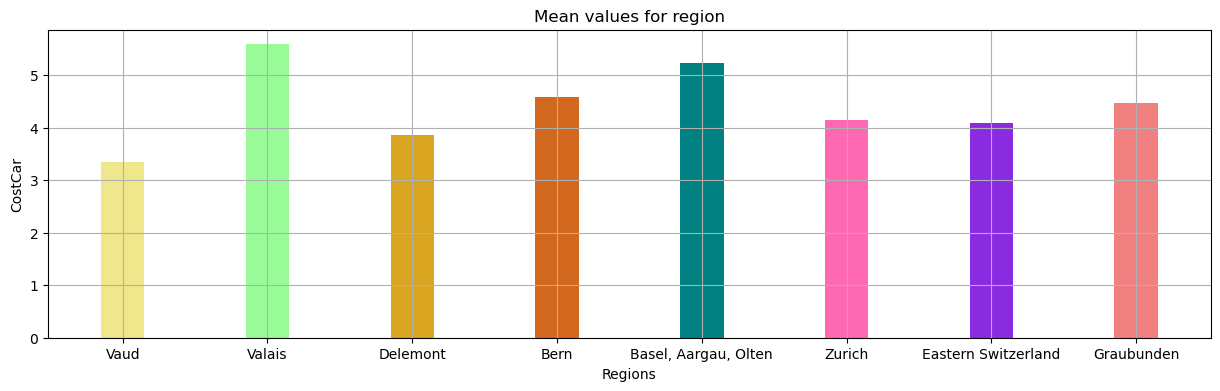 Mean values for region
CostCar
5
4
3
2
1
0
Vaud Valais Delemont Bern Basel, Aargau, Olten Zurich Eastern Switzerland Graubunden
Regions